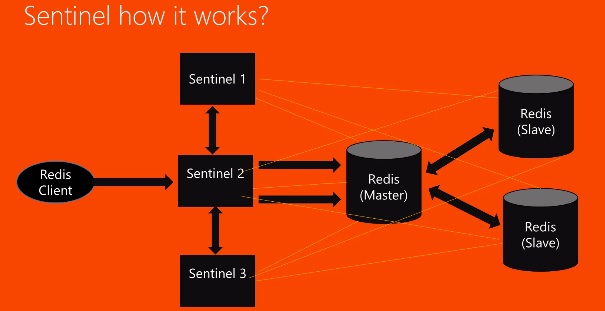 Sentinel how it works?
Sentinel 1
Redis
(Slave)
Redis
Client
Sentinel 2
Redis
(Master)
Redis
(Slave)
Sentinel 3